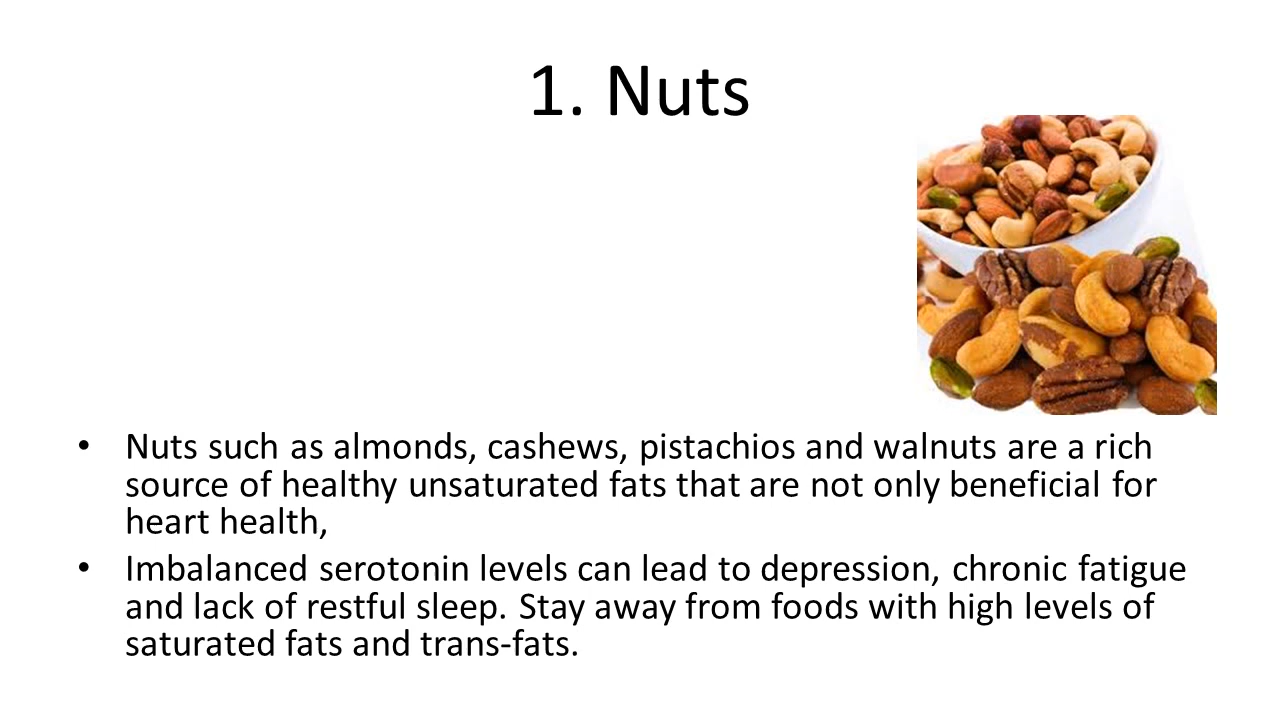 1. Nuts
• Nuts such as almonds, cashews, pistachios and walnuts are a rich
source of healthy unsaturated fats that are not only beneficial for
heart health,
• Imbalanced serotonin levels can lead to depression, chronic fatigue
and lack of restful sleep. Stay away from foods with high levels of
saturated fats and trans-fats.